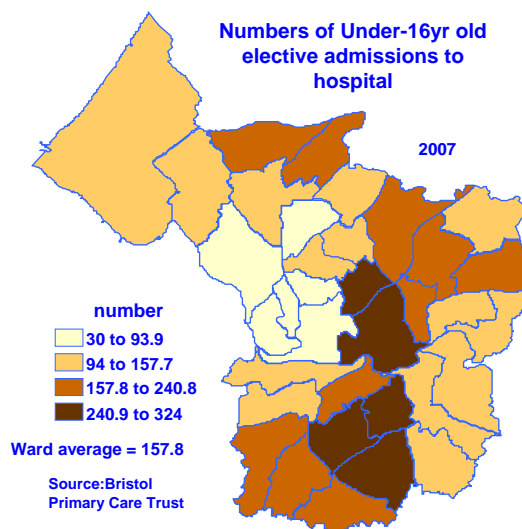 Numbers of Under-16yr old
elective admissions to
hospital
2007
number
30 to 93.9
94 to 157.7
157.8 to 240.8
240.9 to 324
Ward average = 157.8
Source:Bristol
Primary Care Trust